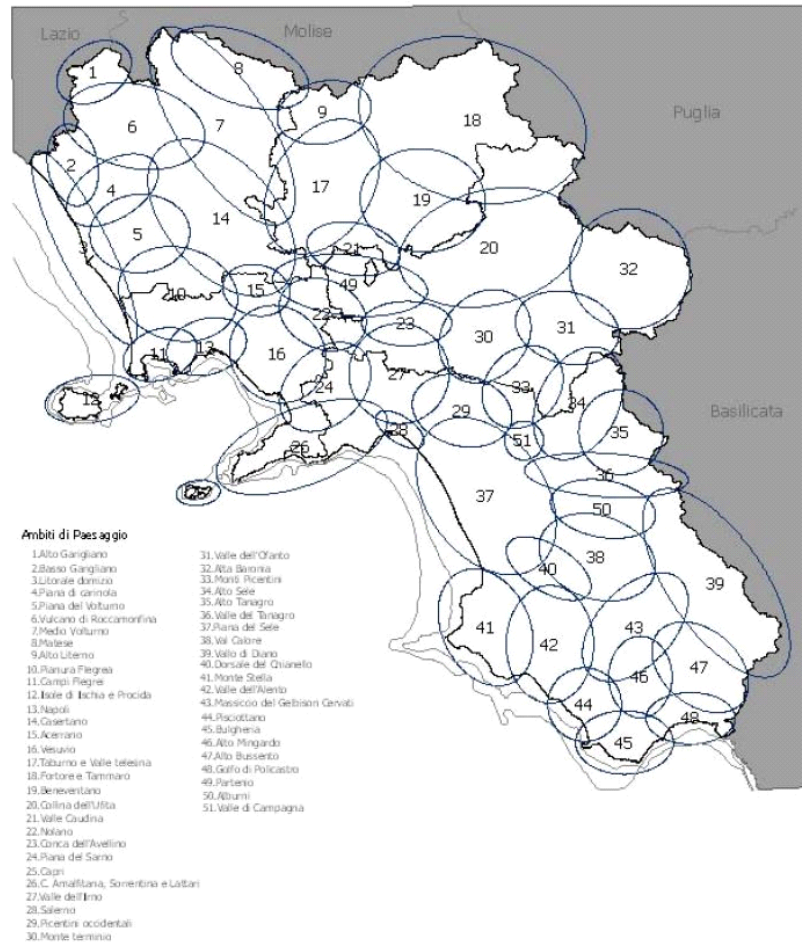 Lazio
Molise
Puglia
Basilicata
1
8
9
18
6
7
2
4
17
19
14
5
3
21
20
32
49
15
10
22
23
30
31
11
12
16
27
33
24
34
13
29
35
28
51
26
36
37
50
38
40
39
41
42
43
46
47
44
48
45
Ambiti di Paesaggio
1.Alto Garigliano
2.Basso Garigliano
3.Litorale domizio
4.Piana di carinola
5.Piana del Volturno
6.Vulcano di Roccamonfina
7.Medio Volturno
8.Matese
9.Alto Literno
10.Pianura Flegrea
11.Campi Flegrei
12.Isole di Ischia e Procida
13.Napoli
14.Casertano
15.Acerrano
16.Vesuvio
17.Taburno e Valle telesina
18.Fortore e Tammaro
19.Beneventano
20.Collina dell'Ufita
21.Valle Caudina
22.Nolano
23.Conca dell'Avellino
24.Piana del Sarno
25.Capri
26.C. Amalfitana, Sorrentina e Lattari
27.Valle dell'Irno
28.Salerno
29.Picentini occidentali
30.Monte terminio
31.Valle dell'Ofanto
32.Alta Baronia
33.Monti Picentini
34.Alto Sele
35.Alto Tanagro
36.Valle del Tanagro
37.Piana del Sele
38.Val Calore
39.Vallo di Diano
40.Dorsale del Chianello
41.Monte Stella
42.Valle dell'Alento
43.Massicco del Gelbison Cervati
44.Pisciottano
45.Bulgheria
46.Alto Mingardo
47.Alto Bussento
48.Golfo di Policastro
49.Partenio
50.Alburni
51.Valle di Campagna